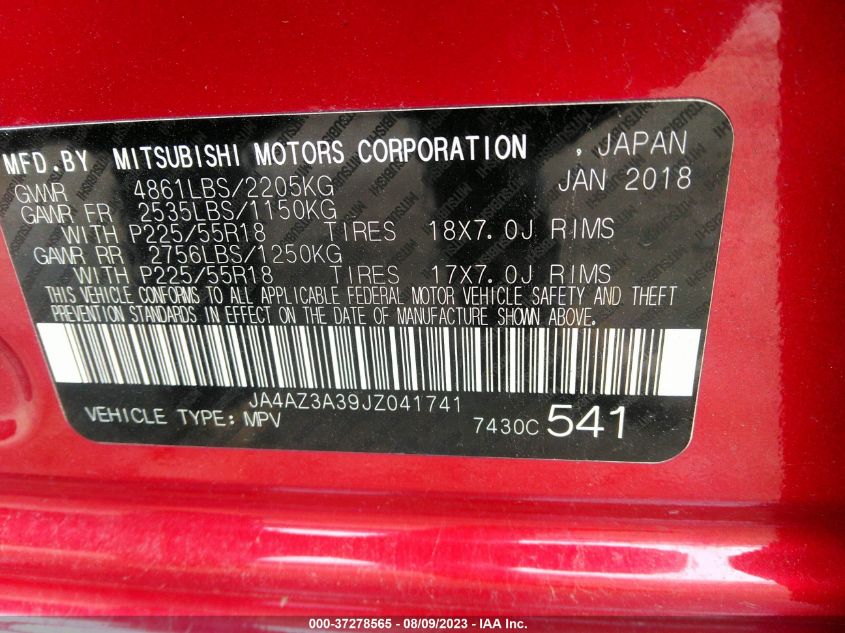 MFD.BY MITSUBISHI MOTORS CORPORATION , JAPAN
GVWR 4861LBS/2205KG JAN 2018
GAWR FR 2535LBS/1150KG
WITH P225/55R18 TIRES 18X7.0J RIMS
GAWR RR 2756LBS/1250KG
WITH P225/55R18 TIRES 17X7.0J RIMS
THIS VEHICLE CONFORMS TO ALL APPLICABLE FEDERAL MOTOR VEHICLE SAFETY AND THEFT
PREVENTION STANDARDS IN EFFECT ON THE DATE OF MANUFACTURE SHOWN ABOVE.
JA4AZ3A39JZ041741
VEHICLE TYPE: MPV 7430C 541
000-37278565 - 08/09/2023 - IAA Inc.